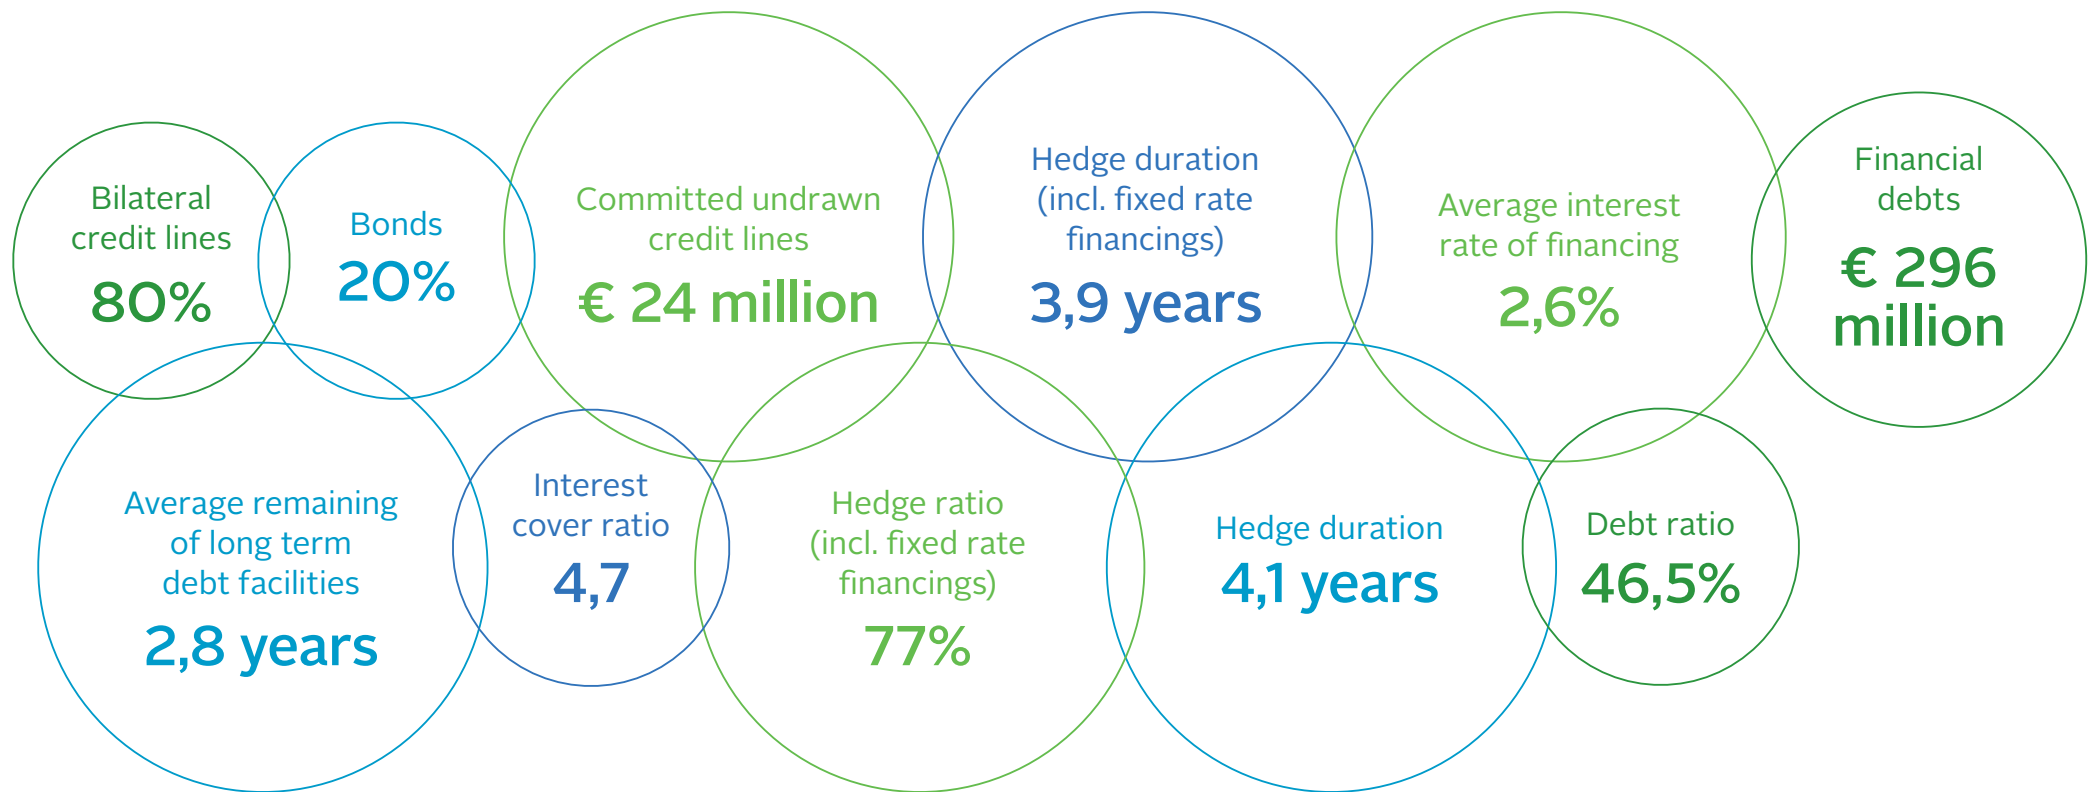 Bilateral
credit lines
80%
Bonds
20%
Committed undrawn
credit lines
€ 24 million
Hedge duration
(incl. fixed rate
financings)
3,9 years
Average interest
rate of financing
2,6%
Financial
debts
€ 296
million
Average remaining
of long term
debt facilities
2,8 years
Interest
cover ratio
4,7
Hedge ratio
(incl. fixed rate
financings)
77%
Hedge duration
4,1 years
Debt ratio
46,5%